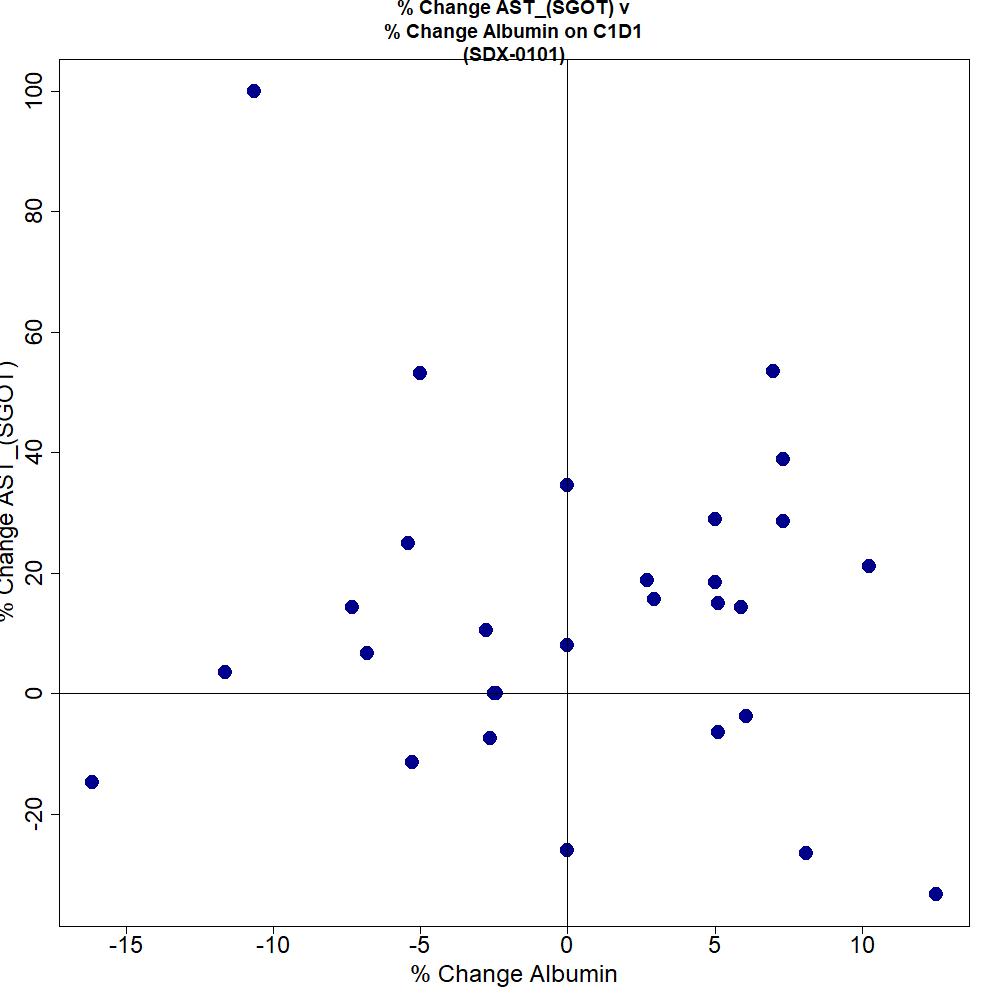 % Change AST_(SGOT) v
% Change Albumin on C1D1
(SDX-0101)
% Change AST_(SGOT)
100
80
60
40
20
0
-20
-15
-10
-5
0
5
10
% Change Albumin